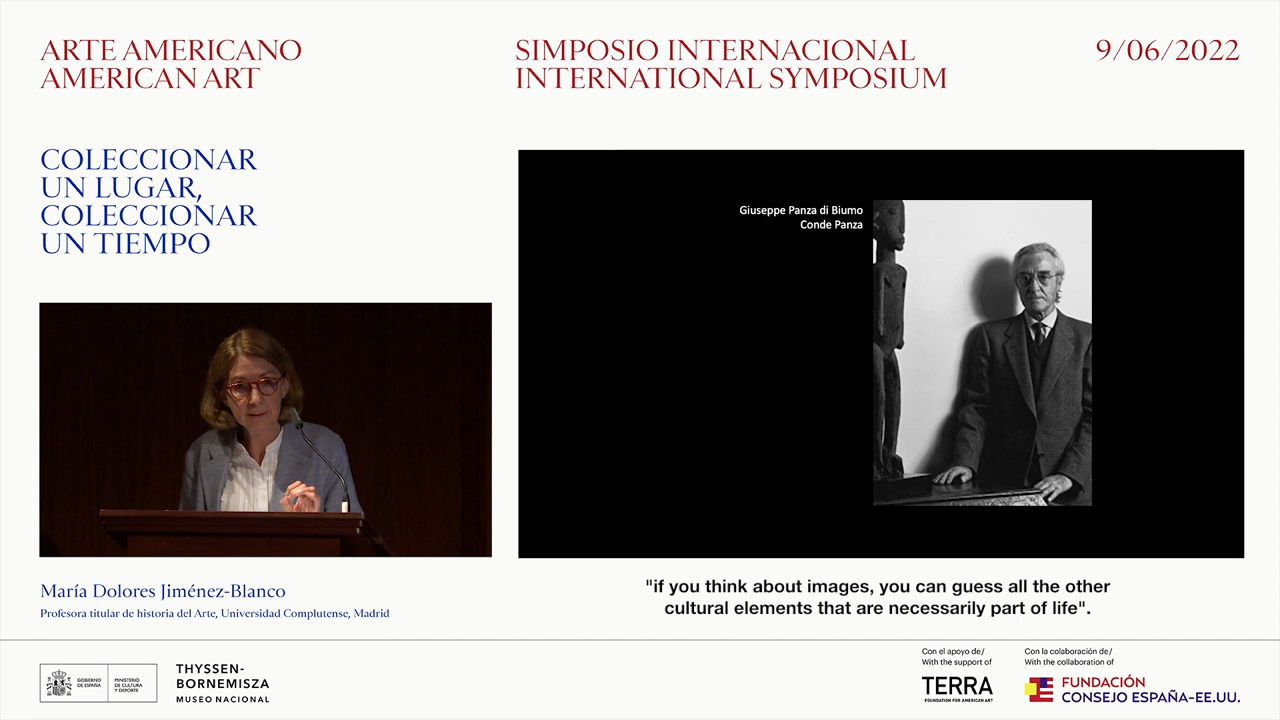 ARTE AMERICANO
AMERICAN ART
SIMPOSIO INTERNACIONAL
INTERNATIONAL SYMPOSIUM
9/06/2022
COLECCIONAR
UN LUGAR,
COLECCIONAR
UN TIEMPO
Giuseppe Panza di Biumo
Conde Panza
María Dolores Jiménez-Blanco
Profesora titular de historia del Arte, Universidad Complutense, Madrid
"if you think about images, you can guess all the other
cultural elements that are necessarily part of life".
GOBIERNO
DE ESPAÑA
MINISTERIO
DE CULTURA
Y DEPORTE
THYSSEN-
BORNEMISZA
MUSEO NACIONAL
Con el apoyo de/
With the support of
TERRA
FOUNDATION FOR AMERICAN ART
Con la colaboración de/
With the collaboration of
FUNDACIÓN
CONSEJO ESPAÑA-EE.UU.